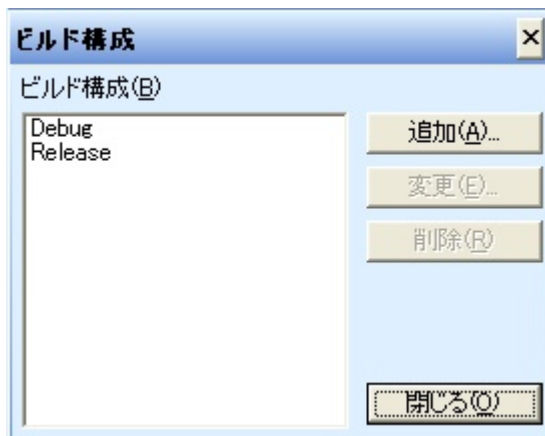 ビルド構成
ビルド構成(B)
Debug
Release
追加(A)...
変更(E)...
削除(R)
閉じる(O)